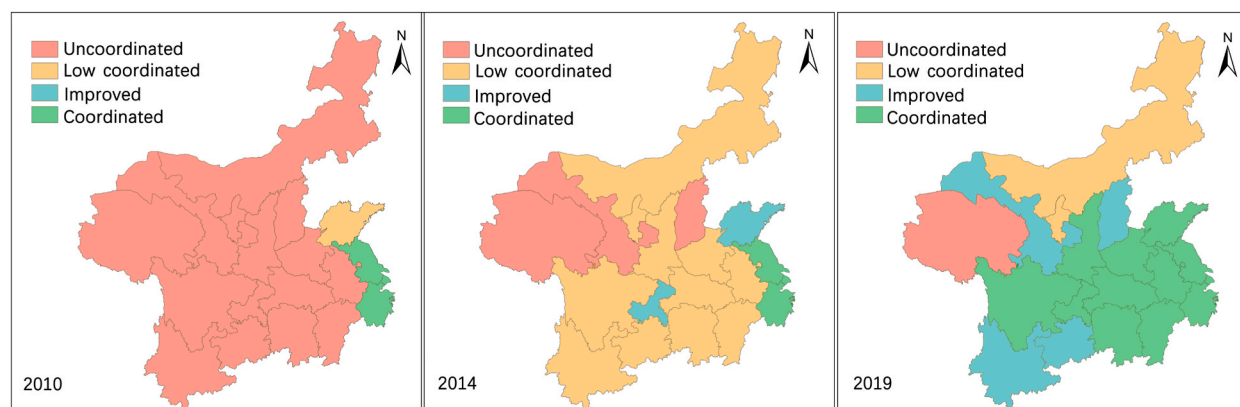 N
Uncoordinated
Low coordinated
Improved
Coordinated
2010
N
Uncoordinated
Low coordinated
Improved
Coordinated
2014
N
Uncoordinated
Low coordinated
Improved
Coordinated
2019